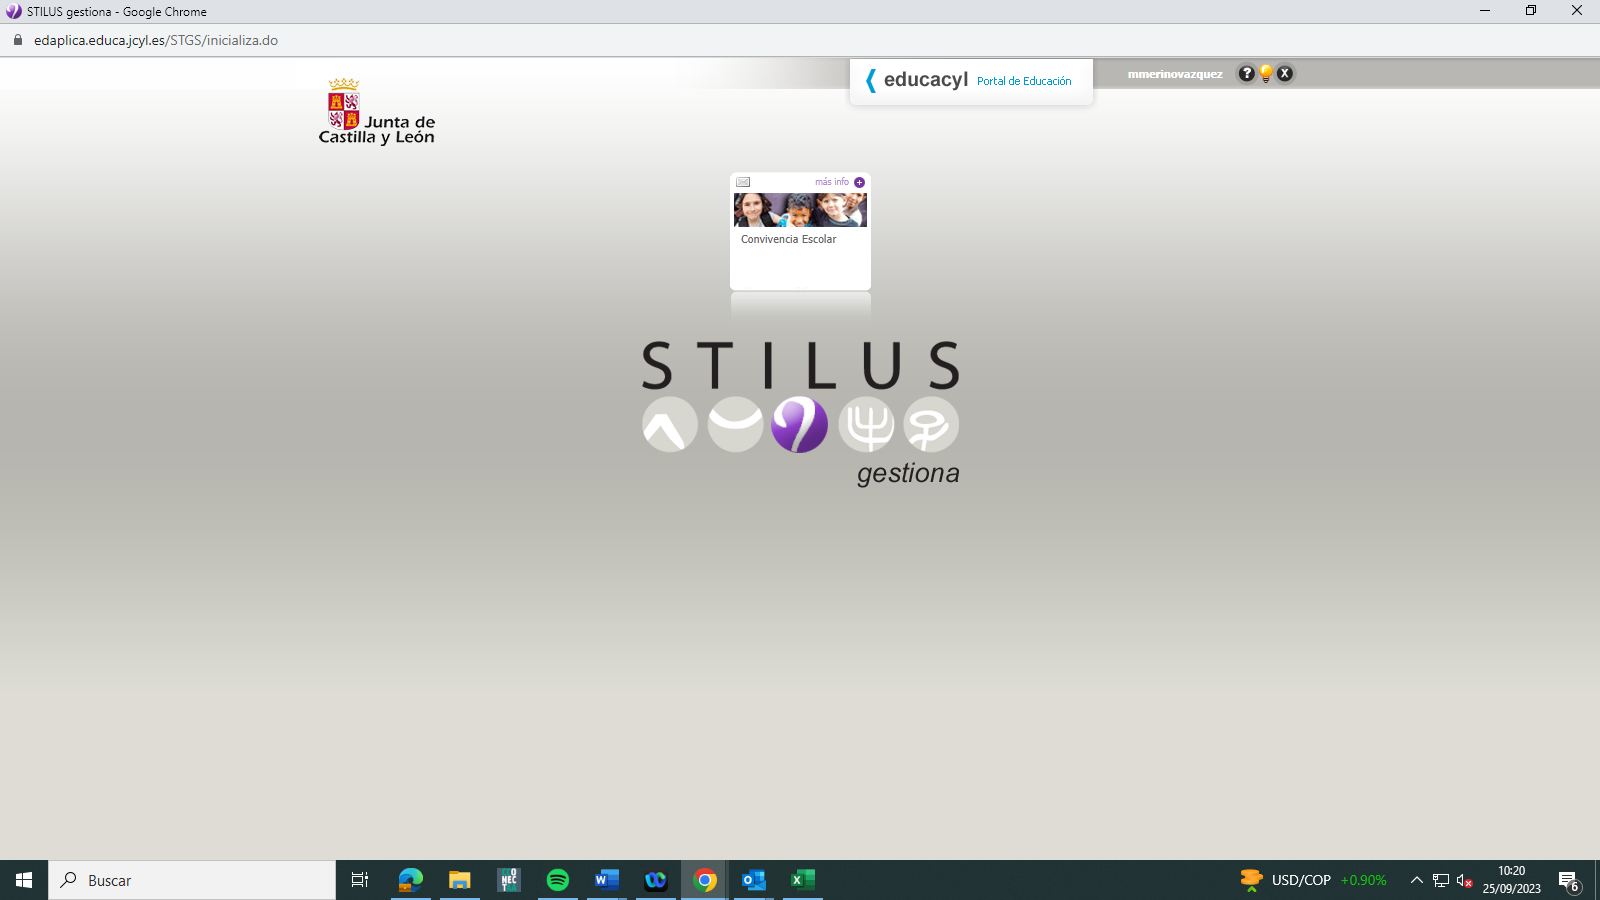 STILUS gestiona - Google Chrome
edaplica.educa.jcyl.es/STGS/inicializa.do
educacyl Portal de Educación
mmerinovazquez
Junta de
Castilla y León
más info
Convivencia Escolar
STILUS
gestiona
Buscar
CONECTA
USD/COP +0.90%
10:20
25/09/2023
6